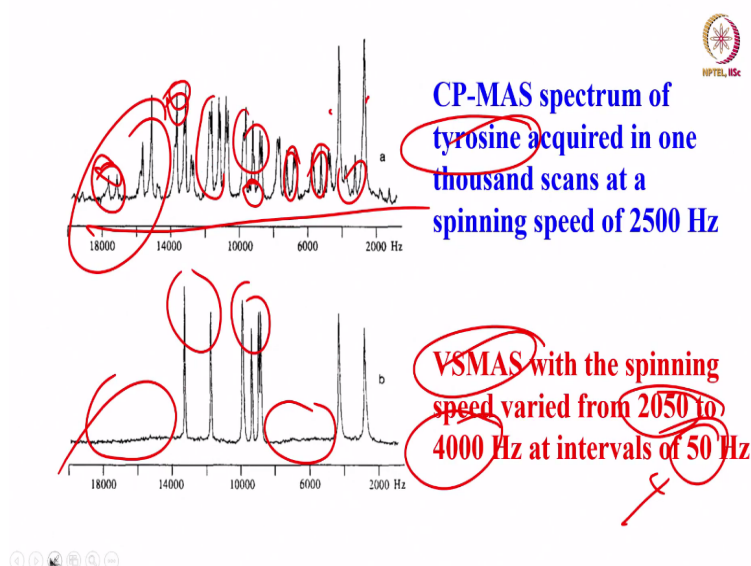 NPTEL, IISc
CP-MAS spectrum of
tyrosine acquired in one
thousand scans at a
spinning speed of 2500 Hz
a
18000 14000 10000 6000 2000 Hz
VSMAS with the spinning
speed varied from 2050 to
4000 Hz at intervals of 50 Hz
b
18000 14000 10000 6000 2000 Hz